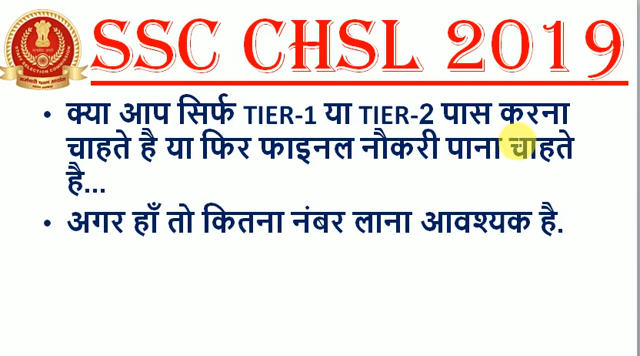 SSC CHSL 2019
• क्या आप सिर्फ TIER-1 या TIER-2 पास करना
चाहते है या फिर फाइनल नौकरी पाना चाहते
है...
• अगर हाँ तो कितना नंबर लाना आवश्यक है.